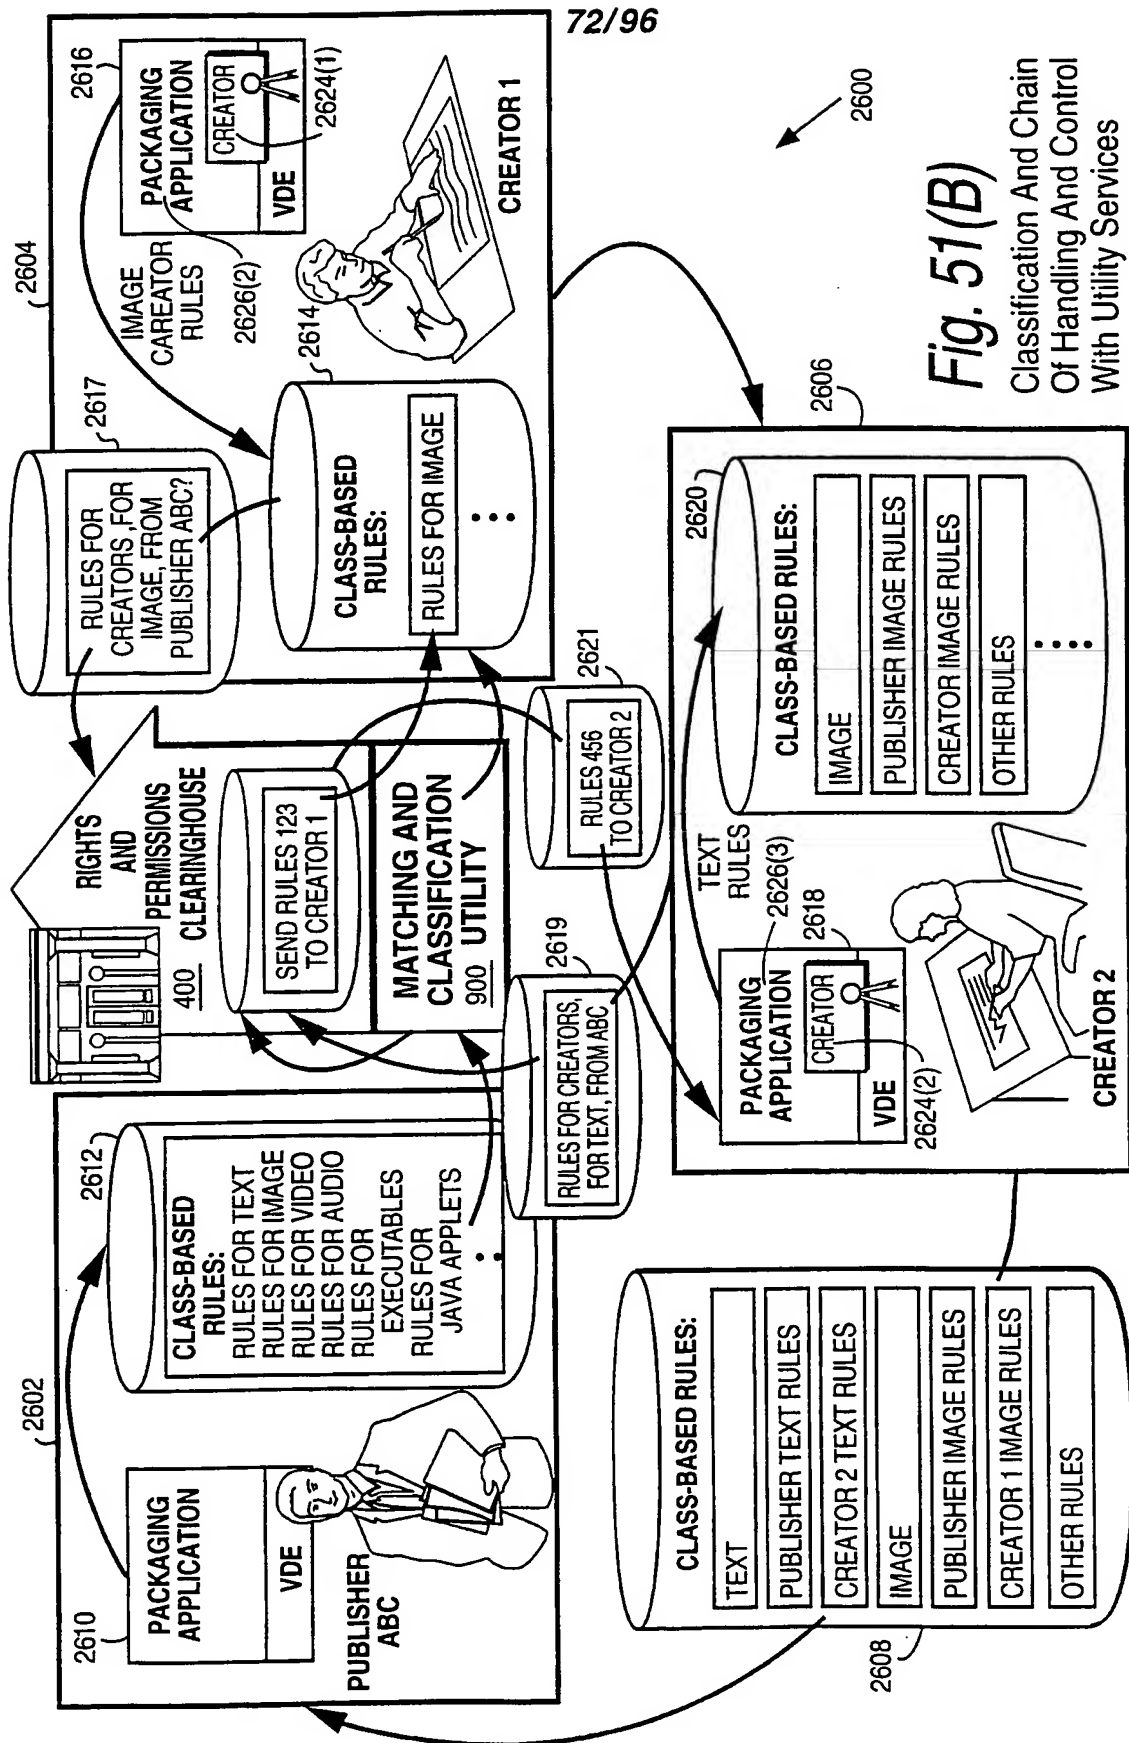 72/96
2602
2610
PACKAGING
APPLICATION
VDE
PUBLISHER
ABC
2612
CLASS-BASED
RULES:
RULES FOR TEXT
RULES FOR IMAGE
RULES FOR VIDEO
RULES FOR AUDIO
RULES FOR
EXECUTABLES
RULES FOR
JAVA APPLETS
RIGHTS
AND
PERMISSIONS
CLEARINGHOUSE
400
SEND RULES 123
TO CREATOR 1
MATCHING AND
CLASSIFICATION
900 UTILITY
2617
RULES FOR
CREATORS ,FOR
IMAGE, FROM
PUBLISHER ABC?
2604
IMAGE
CAREATOR
RULES
2626(2)
2616
PACKAGING
APPLICATION
CREATOR
VDE
2624(1)
2614
CLASS-BASED
RULES:
RULES FOR IMAGE
CREATOR 1
2619
RULES FOR CREATORS,
FOR TEXT, FROM ABC
2621
RULES 456
TO CREATOR 2
2608
CLASS-BASED RULES:
TEXT
PUBLISHER TEXT RULES
CREATOR 2 TEXT RULES
IMAGE
PUBLISHER IMAGE RULES
CREATOR 1 IMAGE RULES
OTHER RULES
PACKAGING
APPLICATION
CREATOR
VDE
2624(2)
2618
2626(3)
TEXT
RULES
CREATOR 2
2620
2606
CLASS-BASED RULES:
IMAGE
PUBLISHER IMAGE RULES
CREATOR IMAGE RULES
OTHER RULES
2600
Fig. 51(B)
Classification And Chain
Of Handling And Control
With Utility Services